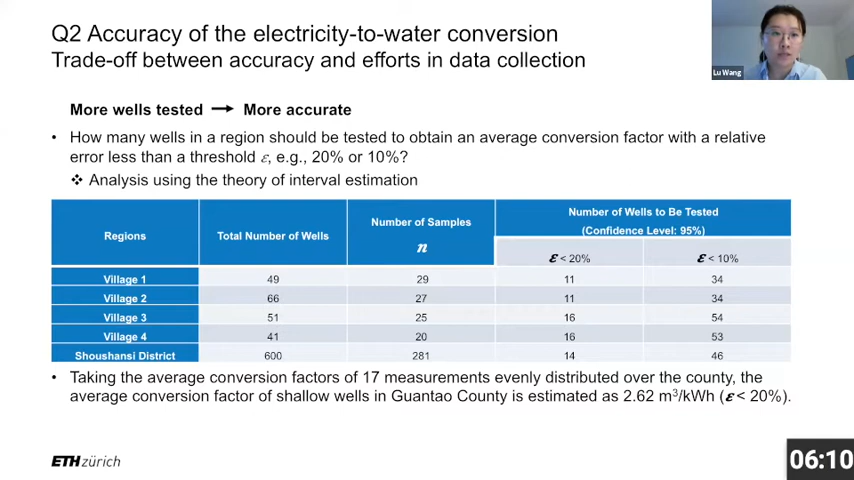 Q2 Accuracy of the electricity-to-water conversion
Trade-off between accuracy and efforts in data collection
Lu Wang
More wells tested → More accurate
• How many wells in a region should be tested to obtain an average conversion factor with a relative
error less than a threshold ε, e.g., 20% or 10%?
❖ Analysis using the theory of interval estimation
Regions Total Number of Wells Number of Samples n Number of Wells to Be Tested (Confidence Level: 95%)
ε < 20% ε < 10%
Village 1 49 29 11 34
Village 2 66 27 11 34
Village 3 51 25 16 54
Village 4 41 20 16 53
Shoushansi District 600 281 14 46
• Taking the average conversion factors of 17 measurements evenly distributed over the county, the
average conversion factor of shallow wells in Guantao County is estimated as 2.62 m³/kWh (ε < 20%).
ETH zürich
06:10